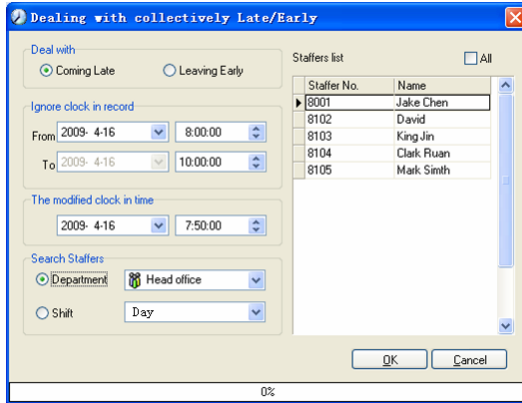 Dealing with collectively Late/Early
Deal with
Coming Late Leaving Early
Ignore clock in record
From 2009- 4-16 8:00:00
To 2009- 4-16 10:00:00
The modified clock in time
2009- 4-16 7:50:00
Search Staffers
Department Head office
Shift Day
Staffers list All
Staffer No. Name
8001 Jake Chen
8102 David
8103 King Jin
8104 Clark Ruan
8105 Mark Simth
OK Cancel
0%